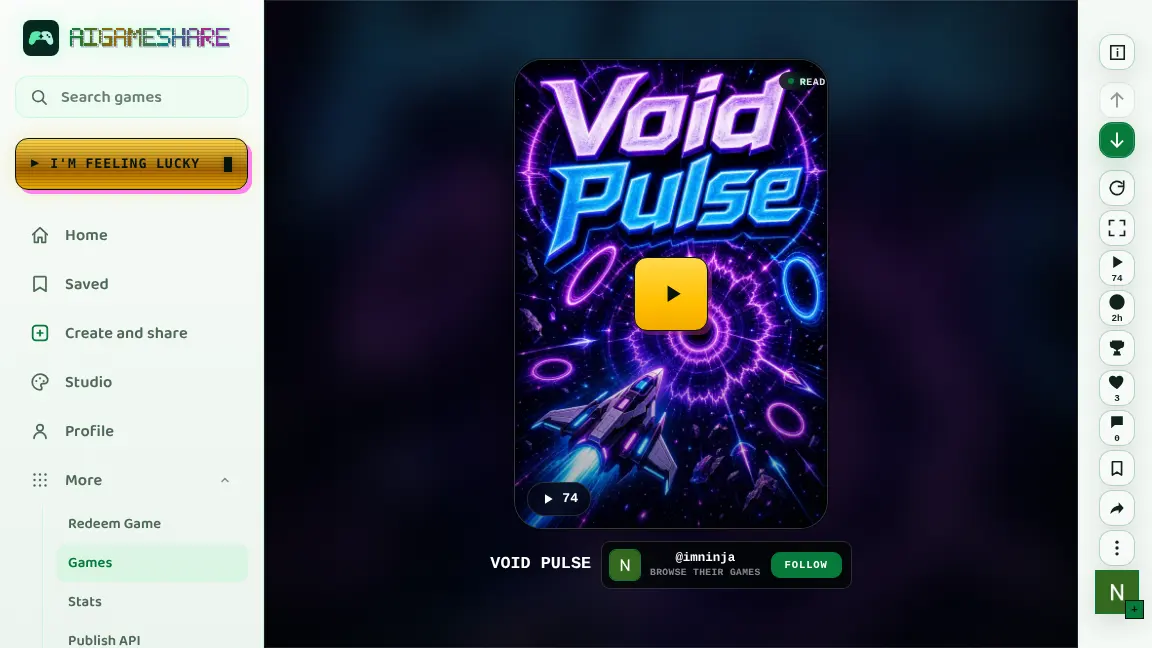 AIGAMESHARE
Search games
I'M FEELING LUCKY
Home
Saved
Create and share
Studio
Profile
More
Redeem Game
Games
Stats
Publish API
READ
Void
Pulse
74
VOID PULSE
N
@imninja
BROWSE THEIR GAMES
FOLLOW
74
2h
3
0
N
+